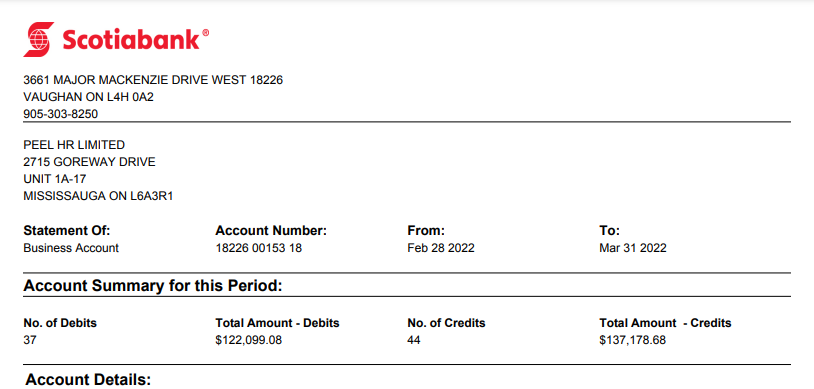 Scotiabank®
3661 MAJOR MACKENZIE DRIVE WEST 18226
VAUGHAN ON L4H 0A2
905-303-8250
PEEL HR LIMITED
2715 GOREWAY DRIVE
UNIT 1A-17
MISSISSAUGA ON L6A3R1
Statement Of: Account Number: From: To:
Business Account 18226 00153 18 Feb 28 2022 Mar 31 2022
Account Summary for this Period:
No. of Debits Total Amount - Debits No. of Credits Total Amount - Credits
37 $122,099.08 44 $137,178.68
Account Details: